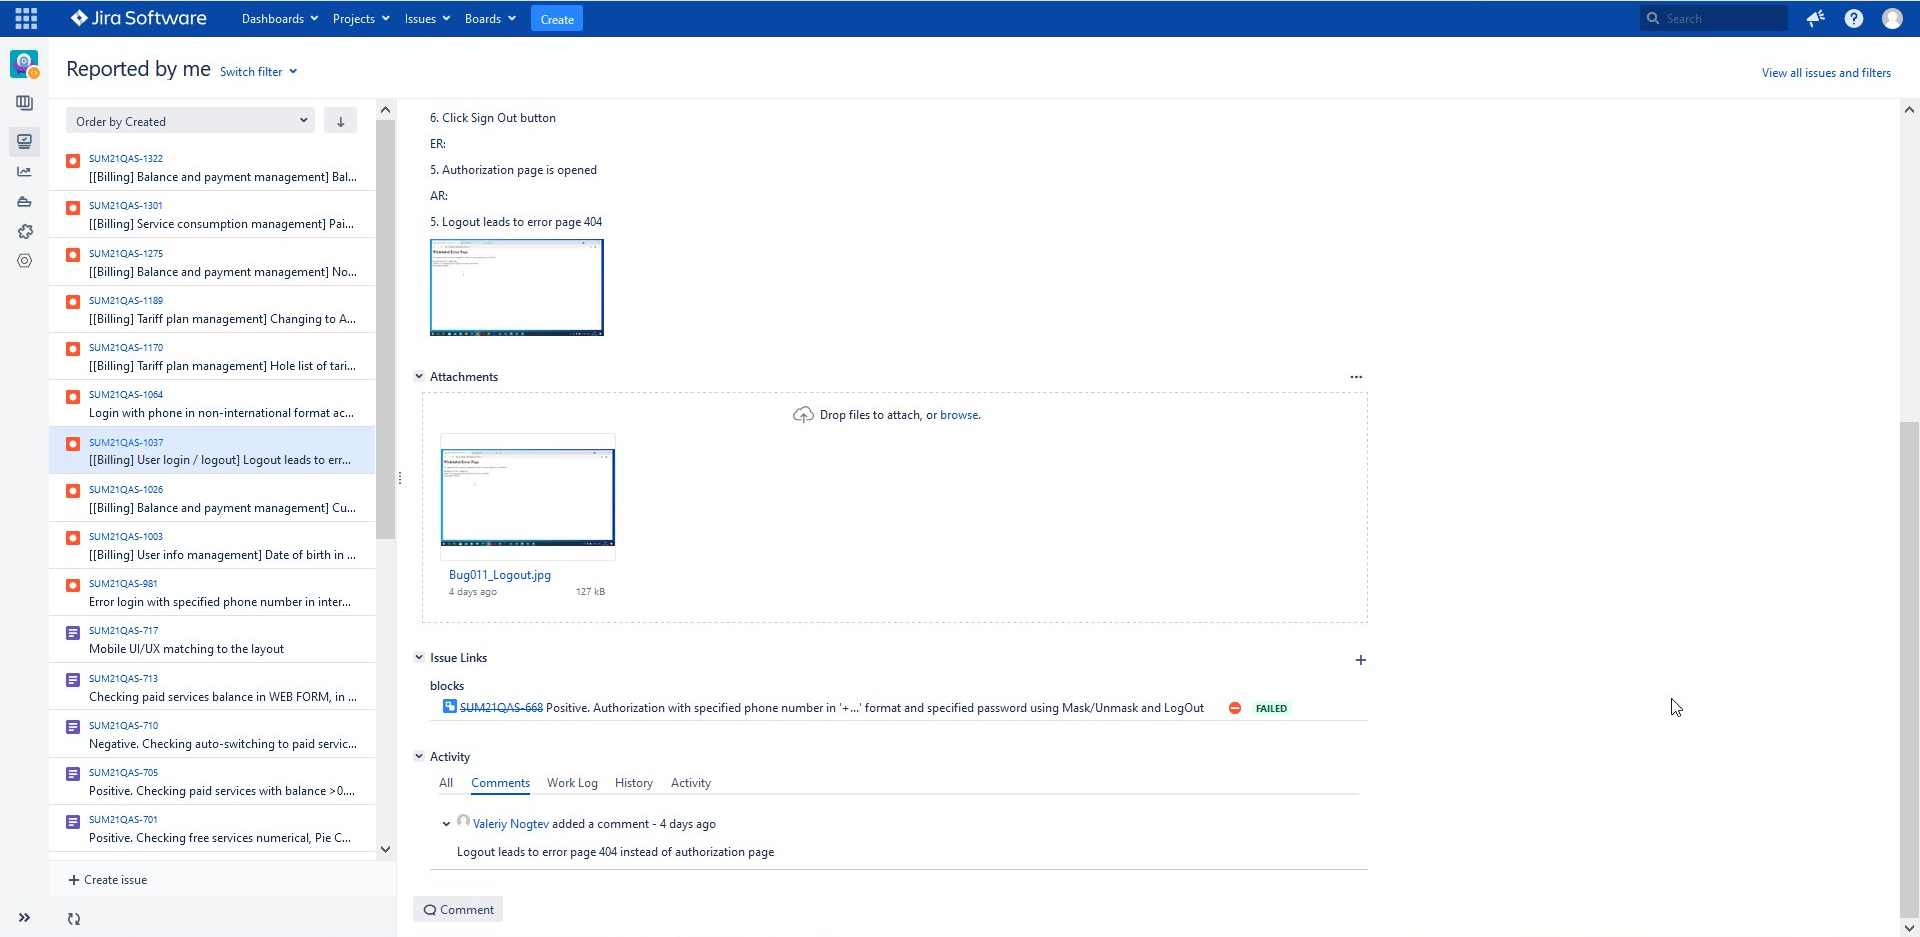 Jira Software
Dashboards
Projects
Issues
Boards
Create
Search
Reported by me
Switch filter
View all issues and filters
Order by Created
SUM21QAS-1322
[[Billing] Balance and payment management] Bal...
SUM21QAS-1301
[[Billing] Service consumption management] Pai...
SUM21QAS-1275
[[Billing] Balance and payment management] No...
SUM21QAS-1189
[[Billing] Tariff plan management] Changing to A...
SUM21QAS-1170
[[Billing] Tariff plan management] Hole list of tari...
SUM21QAS-1064
Login with phone in non-international format ac...
SUM21QAS-1037
[[Billing] User login / logout] Logout leads to err...
SUM21QAS-1026
[[Billing] Balance and payment management] Cu...
SUM21QAS-1003
[[Billing] User info management] Date of birth in ...
SUM21QAS-981
Error login with specified phone number in inter...
SUM21QAS-717
Mobile UI/UX matching to the layout
SUM21QAS-713
Checking paid services balance in WEB FORM, in ...
SUM21QAS-710
Negative. Checking auto-switching to paid servic...
SUM21QAS-705
Positive. Checking paid services with balance >0....
SUM21QAS-701
Positive. Checking free services numerical, Pie C...
+ Create issue
6. Click Sign Out button
ER:
5. Authorization page is opened
AR:
5. Logout leads to error page 404
Attachments
Drop files to attach, or browse.
Bug011_Logout.jpg
4 days ago
127 kB
Issue Links
blocks
SUM21QAS-668 Positive. Authorization with specified phone number in '+...' format and specified password using Mask/Unmask and LogOut
FAILED
Activity
All
Comments
Work Log
History
Activity
Valeriy Nogtev added a comment - 4 days ago
Logout leads to error page 404 instead of authorization page
Comment